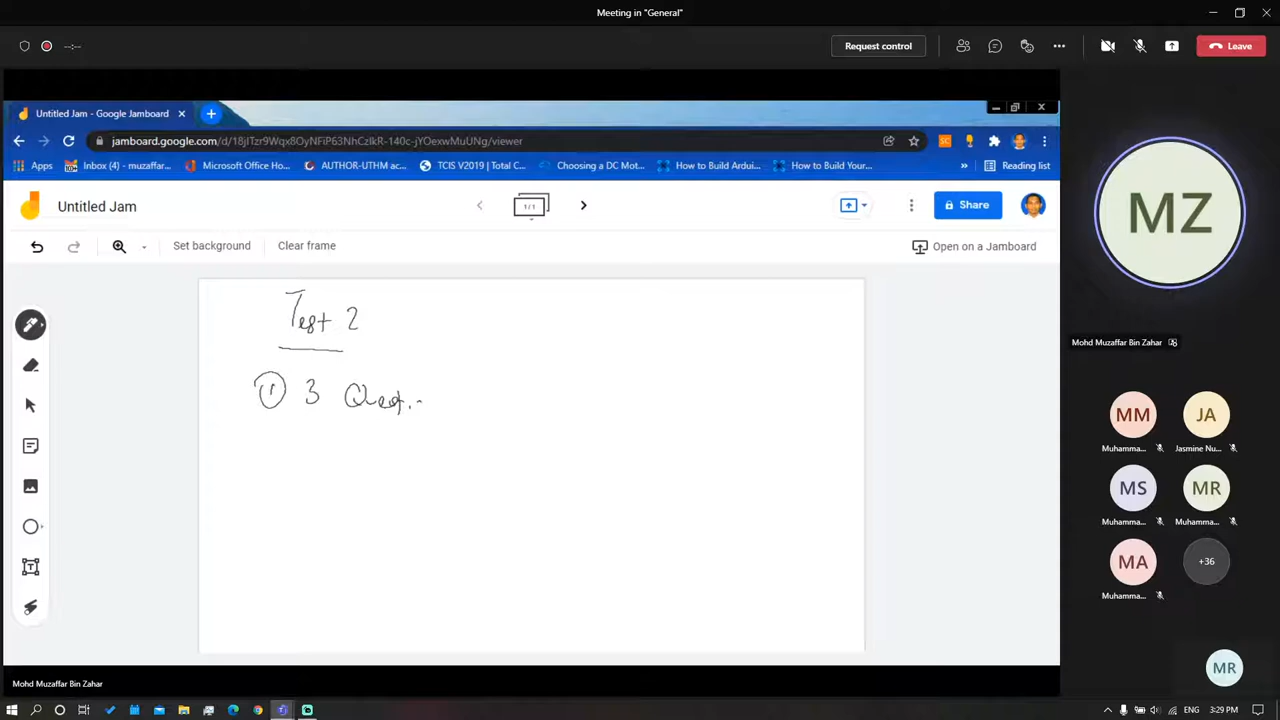 Meeting in "General"
-:-
Request control
Leave
Untitled Jam - Google Jamboard
jamboard.google.com/d/18jITzr9Wqx8OyNFiP63NhCzlkR-140c-jYOexwMuUNg/viewer
Apps
Inbox (4) - muzaffar...
Microsoft Office Ho...
AUTHOR-UTHM ac...
TCIS V2019 | Total C...
Choosing a DC Mot...
How to Build Arduin...
How to Build Your...
»
Reading list
Untitled Jam
1/1
Share
Set background
Clear frame
Open on a Jamboard
Test 2
① 3
MZ
Mohd Muzaffar Bin Zahar
MM
JA
Muhamma...
Jasmine Nu...
MS
MR
Muhamma...
Muhamma...
MA
+36
Muhamma...
MR
Mohd Muzaffar Bin Zahar
ENG
3:29 PM